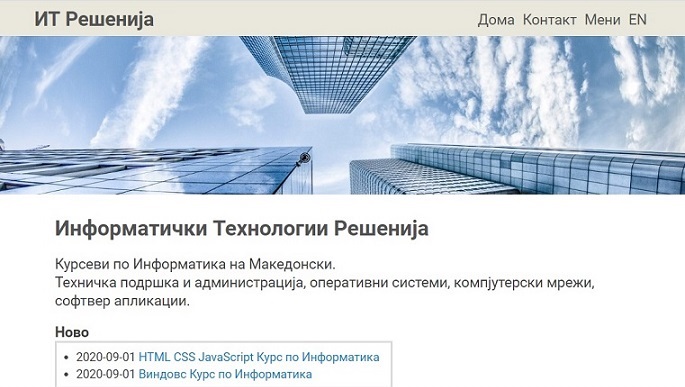 ИТ Решенија
Дома Контакт Мени EN
Информатички Технологии Решенија
Курсеви по Информатика на Македонски.
Техничка подршка и администрација, оперативни системи, компјутерски мрежи,
софтвер апликации.
Ново
2020-09-01 HTML CSS JavaScript Курс по Информатика
2020-09-01 Виндовс Курс по Информатика